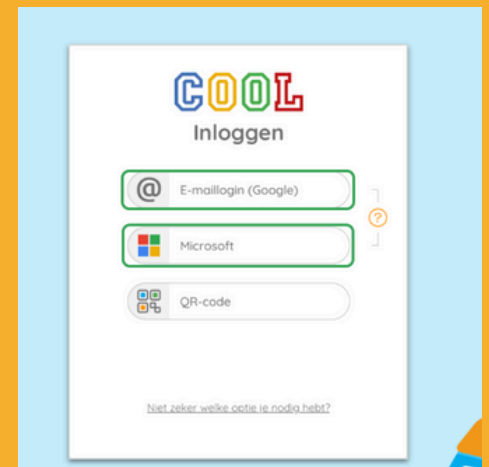 COOL
Inloggen
@ E-maillogin (Google)
?
Microsoft
QR-code
Niet zeker welke optie je nodig hebt?